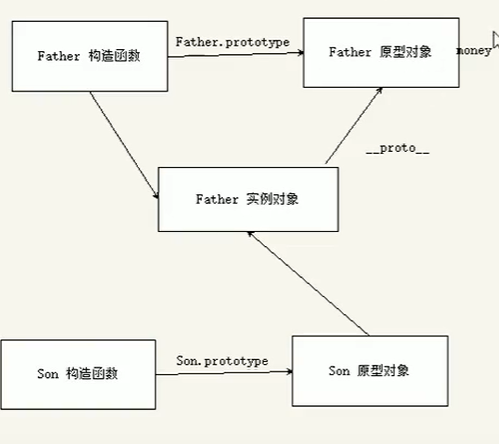 Father.prototype
Father 构造函数
Father 原型对象
money
__proto__
Father 实例对象
Son.prototype
Son 构造函数
Son 原型对象